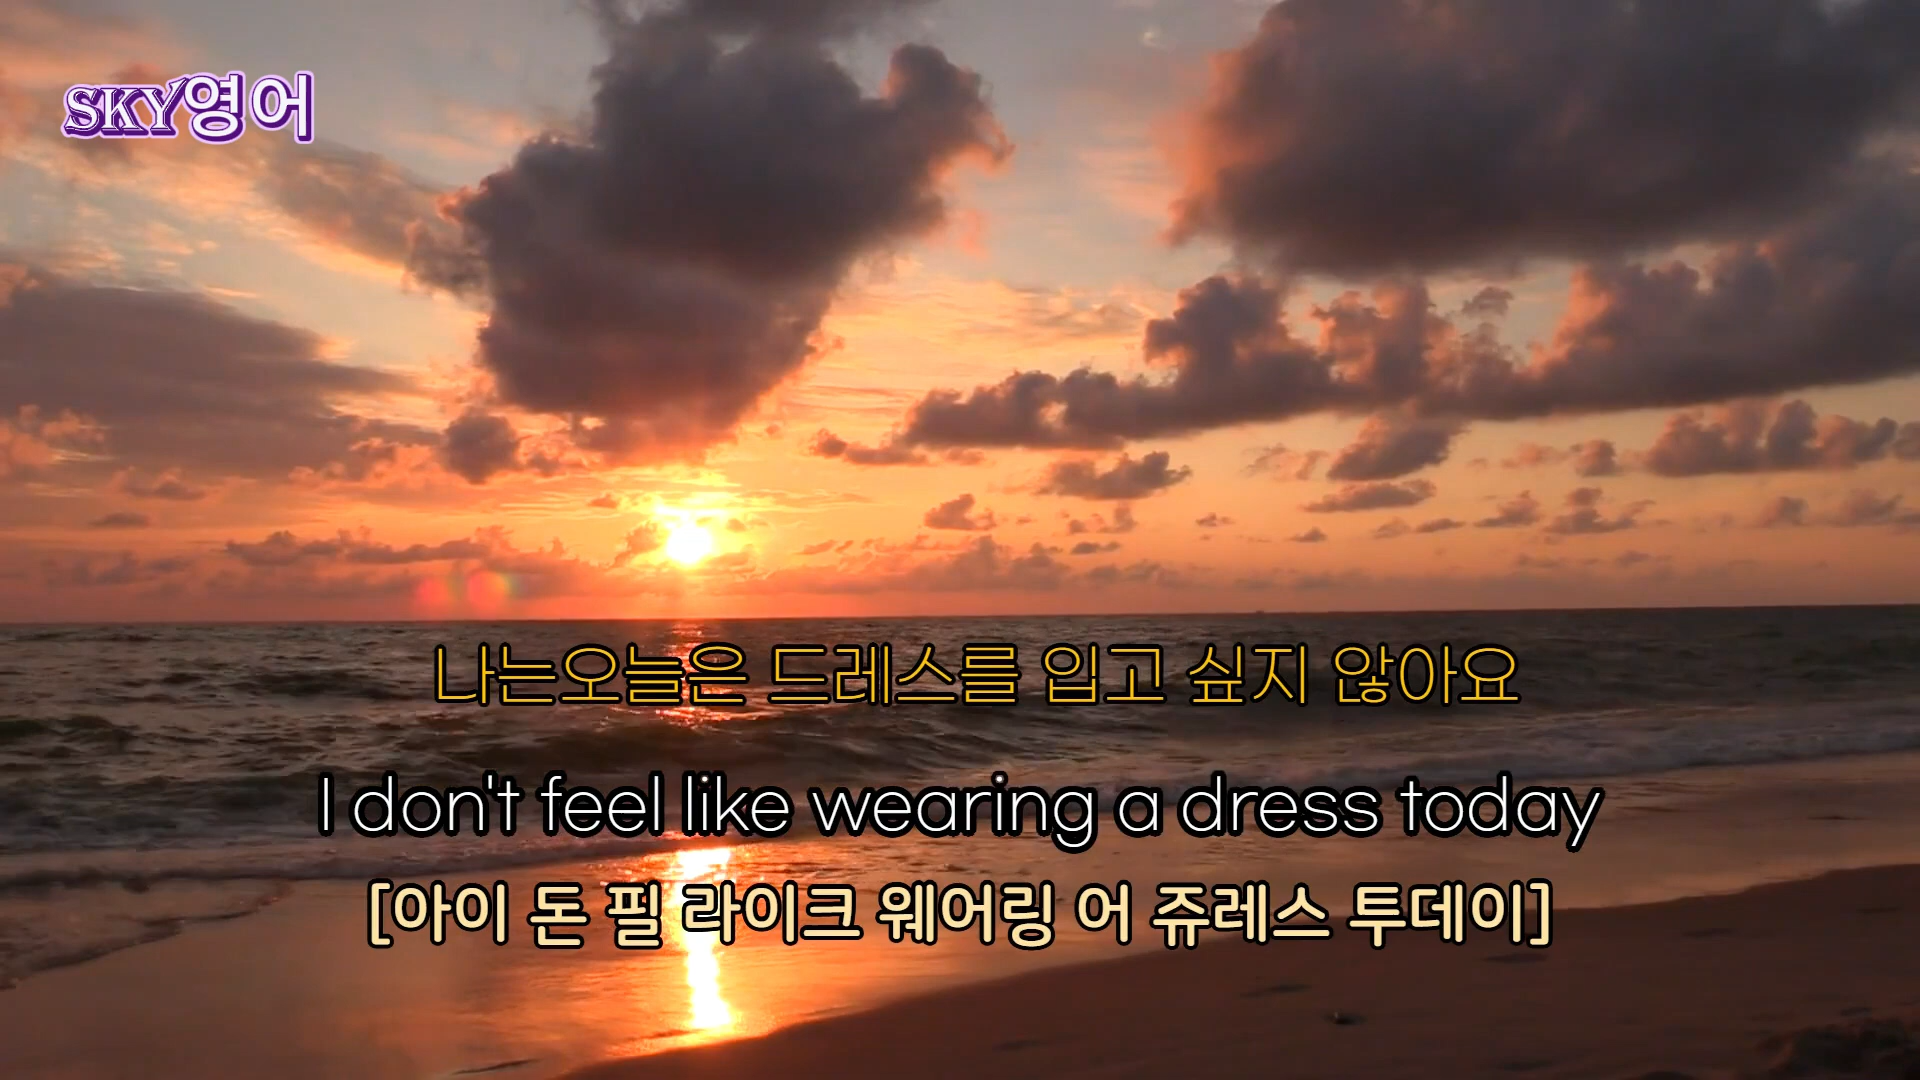 SKY영어
나는오늘은 드레스를 입고 싶지 않아요
I don't feel like wearing a dress today
[아이 돈 필 라이크 웨어링 어 쥬레스 투데이]